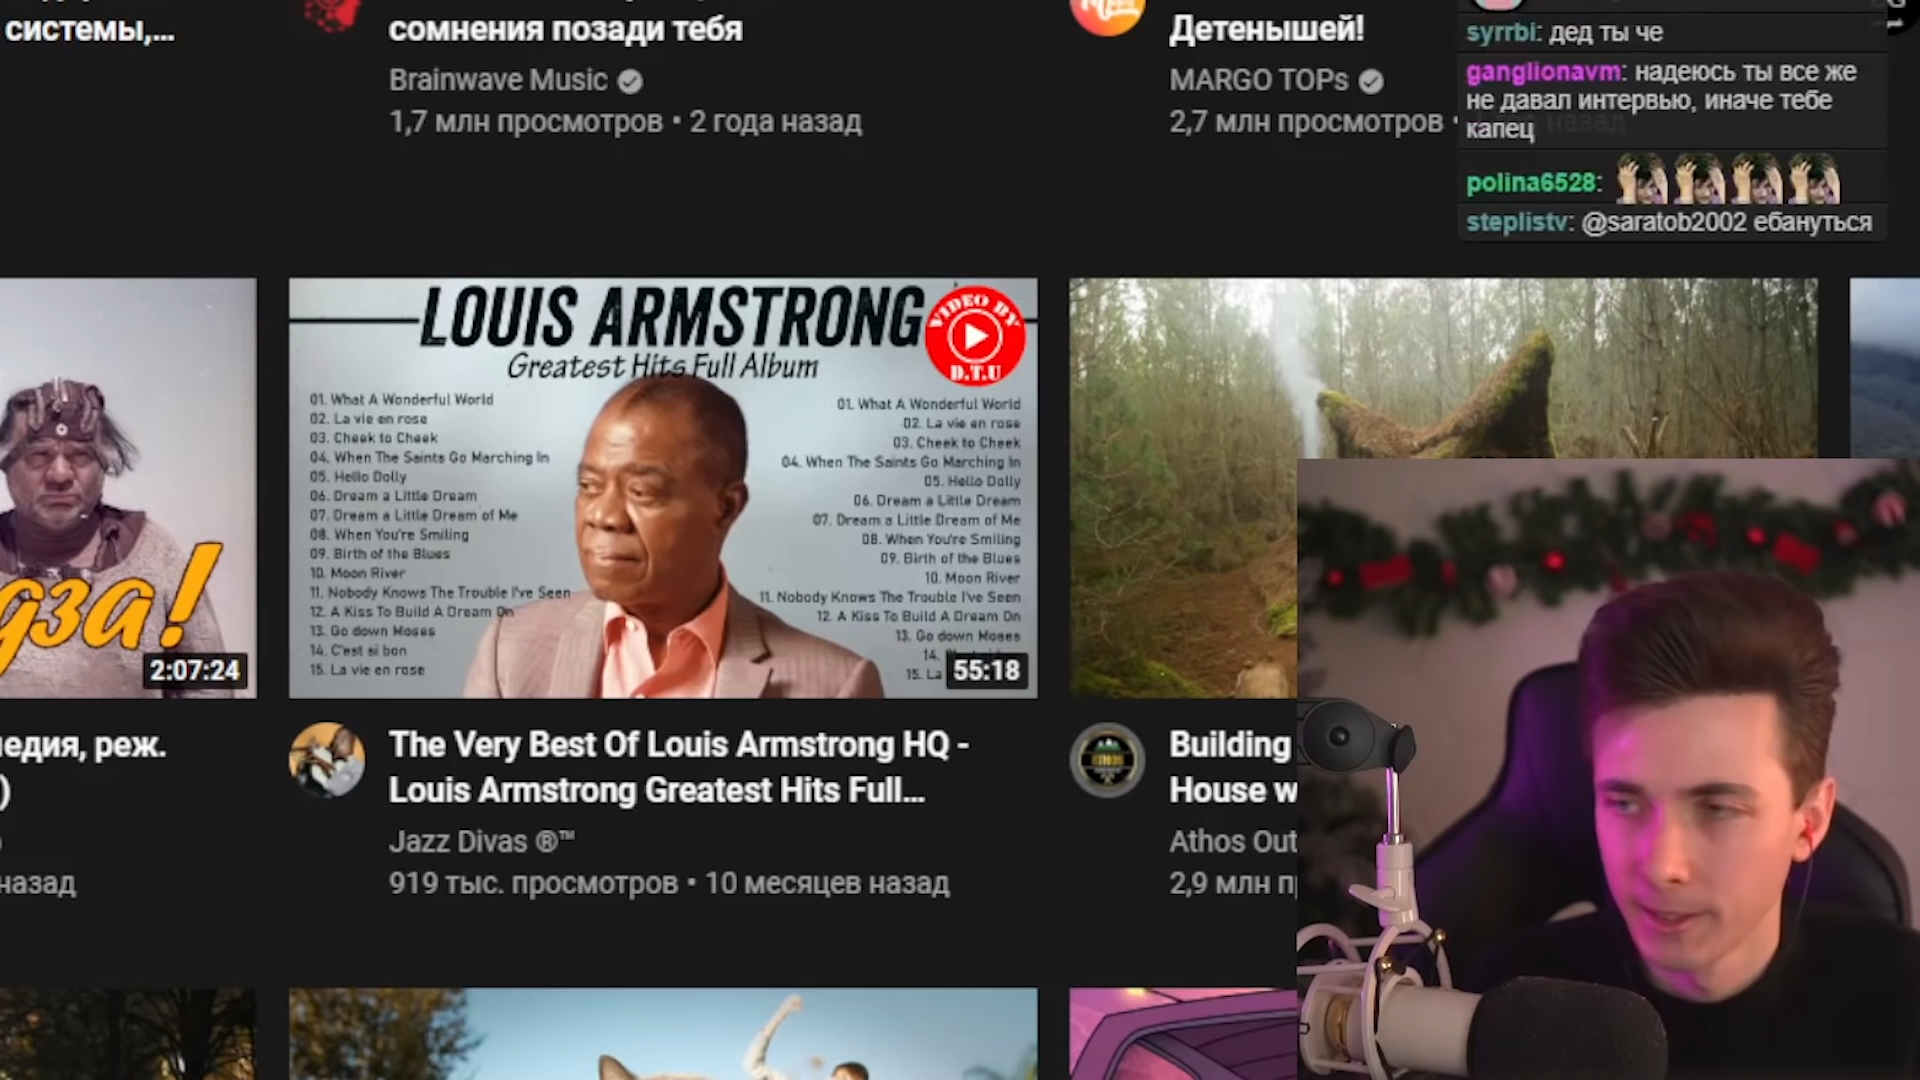 системы,...
сомнения позади тебя
Brainwave Music
1,7 млн просмотров • 2 года назад
Детенышей!
MARGO TOPs
2,7 млн просмотров •
назад
syrrbi: дед ты че
ganglionavm: надеюсь ты все же
не давал интервью, иначе тебе
капец
polina6528:
steplistv: @saratob2002 ебануться
дза!
2:07:24
едия, реж.
)
назад
LOUIS ARMSTRONG
Greatest Hits Full Album
VIDEO BY
D.T.U
01. What A Wonderful World
02. La vie en rose
03. Cheek to Cheek
04. When The Saints Go Marching In
05. Hello Dolly
06. Dream a Little Dream
07. Dream a Little Dream of Me
08. When You're Smiling
09. Birth of the Blues
10. Moon River
11. Nobody Knows The Trouble I've Seen
12. A Kiss To Build A Dream On
13. Go down Moses
14. C'est si bon
15. La vie en rose
01. What A Wonderful World
02. La vie en rose
03. Cheek to Cheek
04. When The Saints Go Marching In
05. Hello Dolly
06. Dream a Little Dream
07. Dream a Little Dream of Me
08. When You're Smiling
09. Birth of the Blues
10. Moon River
11. Nobody Knows The Trouble I've Seen
12. A Kiss To Build A Dream On
13. Go down Moses
14.
15. La
55:18
The Very Best Of Louis Armstrong HQ -
Louis Armstrong Greatest Hits Full...
Jazz Divas ®™
919 тыс. просмотров • 10 месяцев назад
Building
House w
Athos Out
2,9 млн п